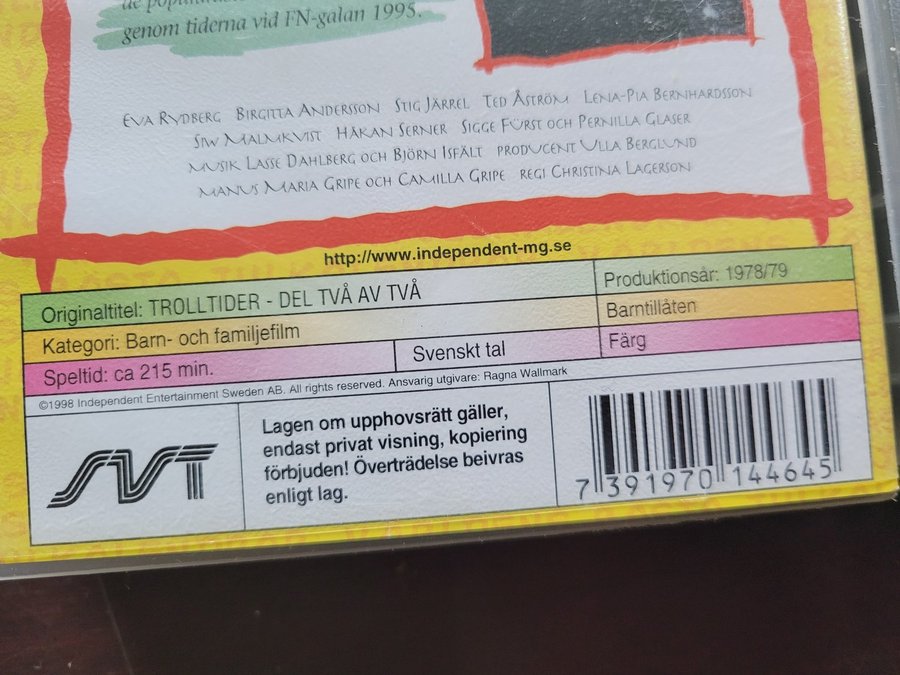 de populäraste
genom tiderna vid FN-galan 1995.
EVA RYDBERG BIRGITTA ANDERSSON STIG JÄRREL TED ÅSTRÖM LENA-PIA BERNHARDSSON
SIW MALMKVIST HÅKAN SERNER SIGGE FÜRST OCH PERNILLA GLASER
MUSIK LASSE DAHLBERG OCH BJÖRN ISFÄLT PRODUCENT ULLA BERGLUND
MANUS MARIA GRIPE OCH CAMILLA GRIPE REGI CHRISTINA LAGERSON
http://www.independent-mg.se
Originaltitel: TROLLTIDER - DEL TVÅ AV TVÅ
Produktionsår: 1978/79
Kategori: Barn- och familjefilm
Barntillåten
Speltid: ca 215 min.
Svenskt tal
Färg
©1998 Independent Entertainment Sweden AB. All rights reserved. Ansvarig utgivare: Ragna Wallmark
SVT
Lagen om upphovsrätt gäller,
endast privat visning, kopiering
förbjuden! Överträdelse beivras
enligt lag.
7 391970 144645